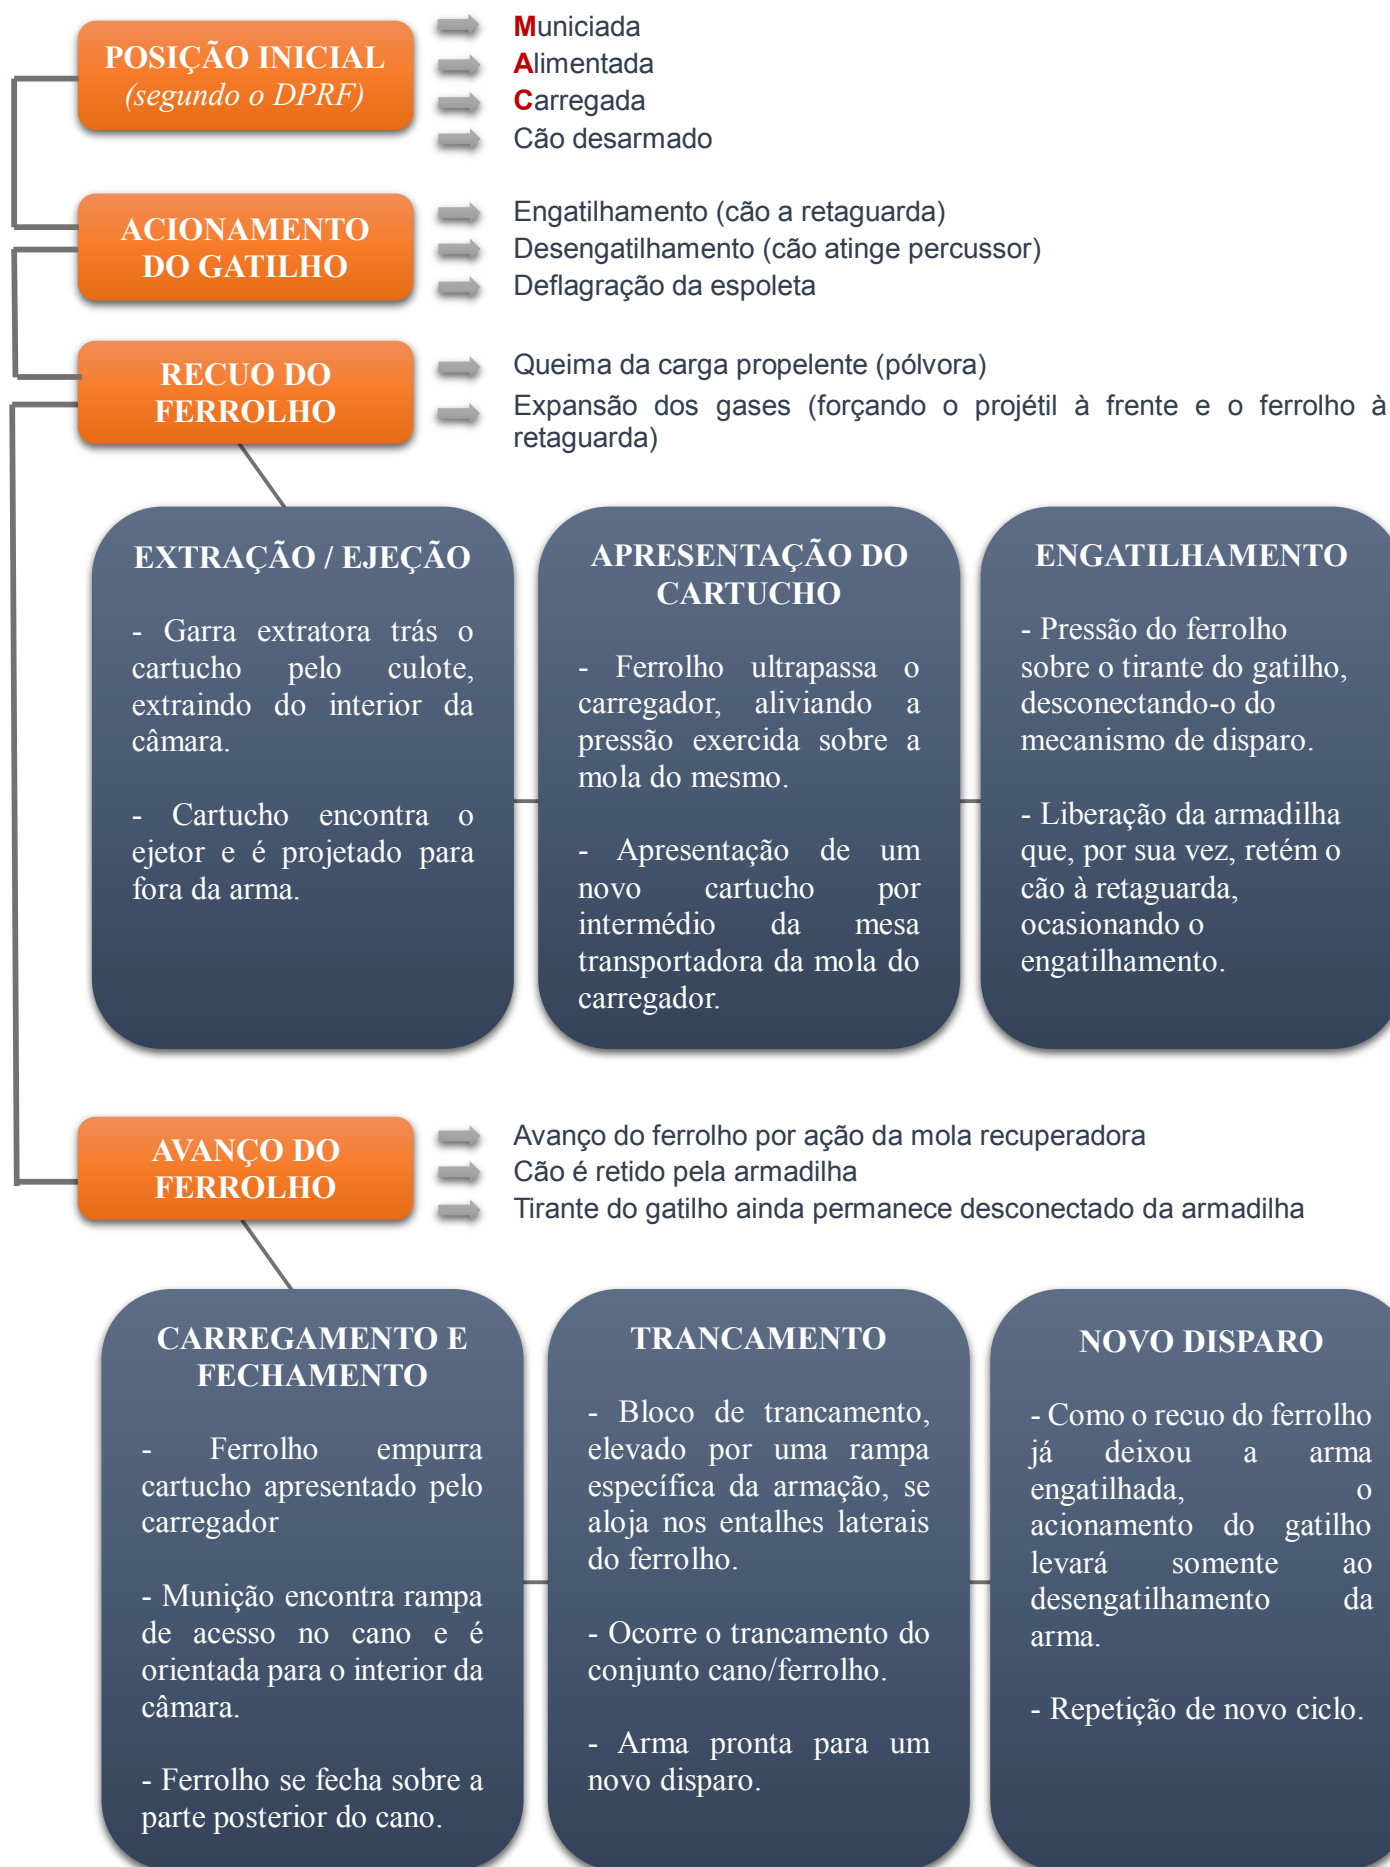 POSIÇÃO INICIAL
(segundo o DPRF)
Municiada
Alimentada
Carregada
Cão desarmado
ACIONAMENTO
DO GATILHO
Engatilhamento (cão a retaguarda)
Desengatilhamento (cão atinge percussor)
Deflagração da espoleta
RECUO DO
FERROLHO
Queima da carga propelente (pólvora)
Expansão dos gases (forçando o projétil à frente e o ferrolho à
retaguarda)
EXTRAÇÃO / EJEÇÃO
- Garra extratora trás o
cartucho pelo culote,
extraindo do interior da
câmara.
- Cartucho encontra o
ejetor e é projetado para
fora da arma.
APRESENTAÇÃO DO
CARTUCHO
- Ferrolho ultrapassa o
carregador, aliviando a
pressão exercida sobre a
mola do mesmo.
- Apresentação de um
novo cartucho por
intermédio da mesa
transportadora da mola do
carregador.
ENGATILHAMENTO
- Pressão do ferrolho
sobre o tirante do gatilho,
desconectando-o do
mecanismo de disparo.
- Liberação da armadilha
que, por sua vez, retém o
cão à retaguarda,
ocasionando o
engatilhamento.
AVANÇO DO
FERROLHO
Avanço do ferrolho por ação da mola recuperadora
Cão é retido pela armadilha
Tirante do gatilho ainda permanece desconectado da armadilha
CARREGAMENTO E
FECHAMENTO
- Ferrolho empurra
cartucho apresentado pelo
carregador
- Munição encontra rampa
de acesso no cano e é
orientada para o interior da
câmara.
- Ferrolho se fecha sobre a
parte posterior do cano.
TRANCAMENTO
- Bloco de trancamento,
elevado por uma rampa
específica da armação, se
aloja nos entalhes laterais
do ferrolho.
- Ocorre o trancamento do
conjunto cano/ferrolho.
- Arma pronta para um
novo disparo.
NOVO DISPARO
- Como o recuo do ferrolho
já deixou a arma
engatilhada, o
acionamento do gatilho
levará somente ao
desengatilhamento da
arma.
- Repetição de novo ciclo.